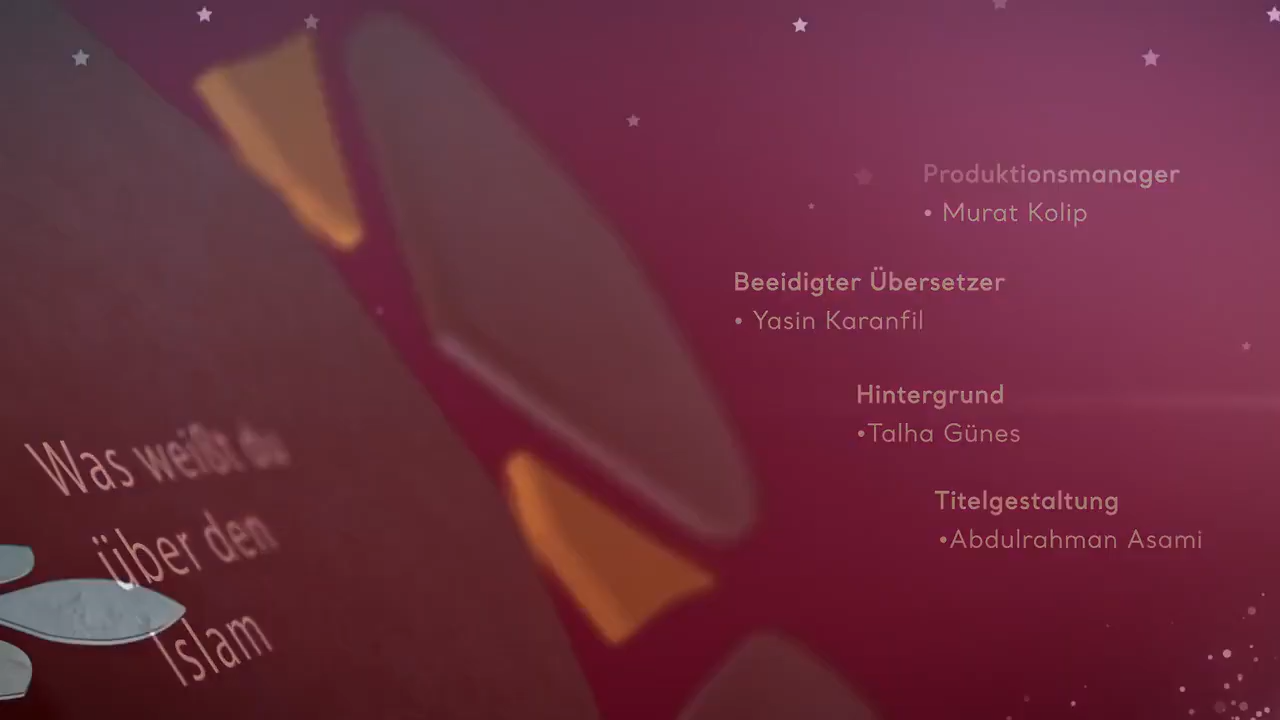 Produktionsmanager
• Murat Kolip
Beeidigter Übersetzer
• Yasin Karanfil
Hintergrund
•Talha Günes
Titelgestaltung
•Abdulrahman Asami
Was weißt du
über den
Islam